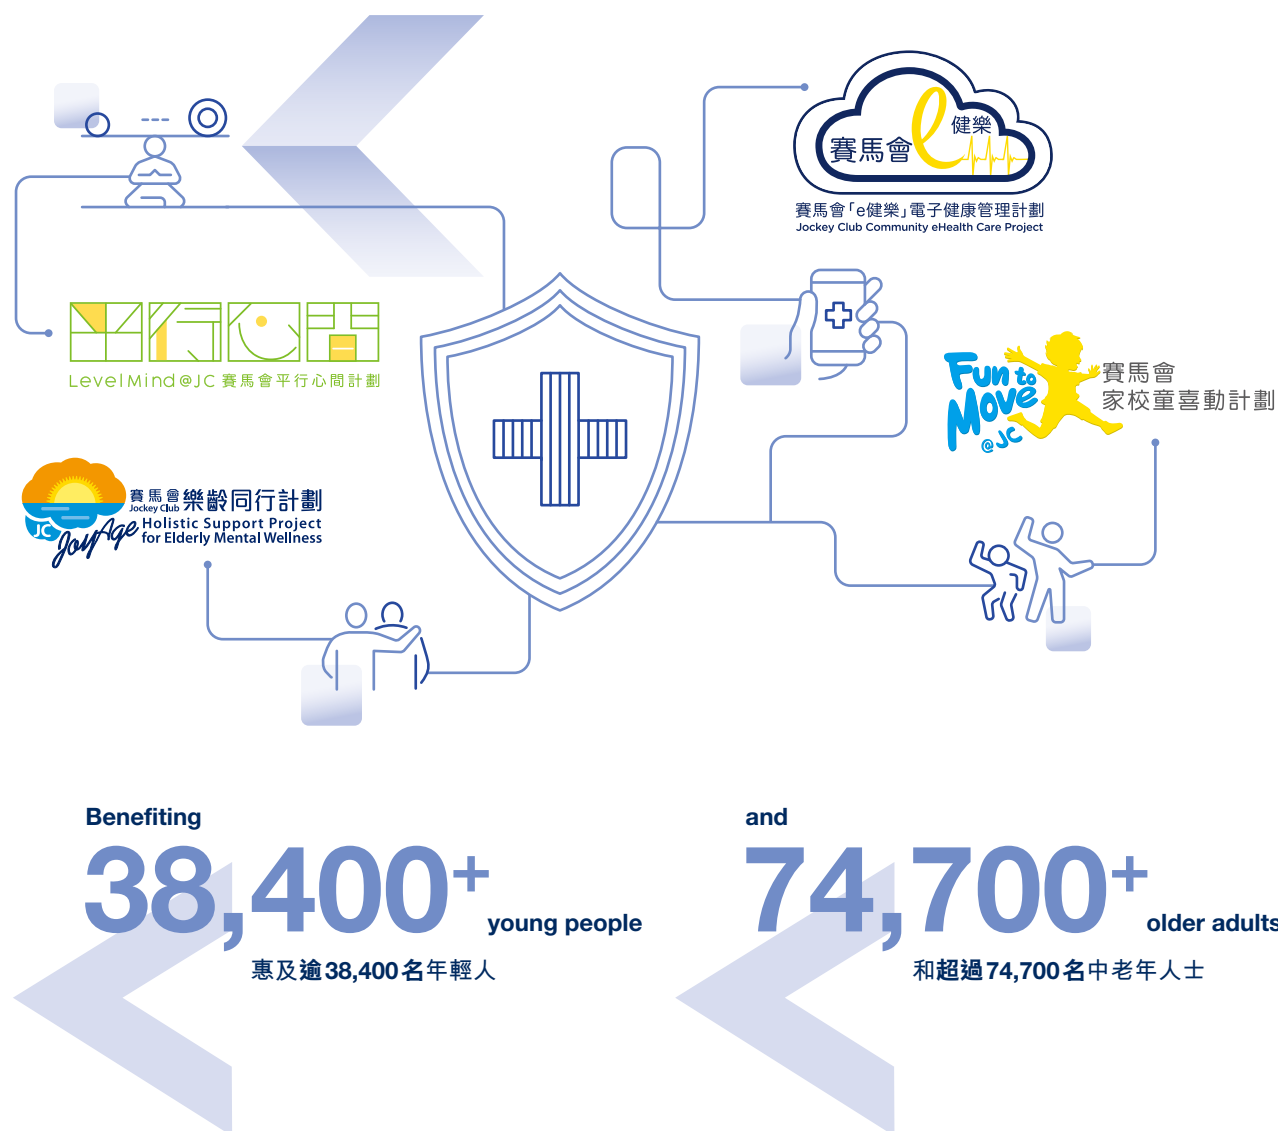 賽馬會
e
健樂
賽馬會「e健樂」電子健康管理計劃
Jockey Club Community eHealth Care Project
平行心間
LevelMind@JC 賽馬會平行心間計劃
Fun to
Move
@JC
賽馬會
家校童喜動計劃
賽馬會
Jockey Club
樂齡同行計劃
JC
JoyAge
Holistic Support Project
for Elderly Mental Wellness
Benefiting
38,400+
young people
惠及逾38,400名年輕人
and
74,700+
older adults
和超過74,700名中老年人士